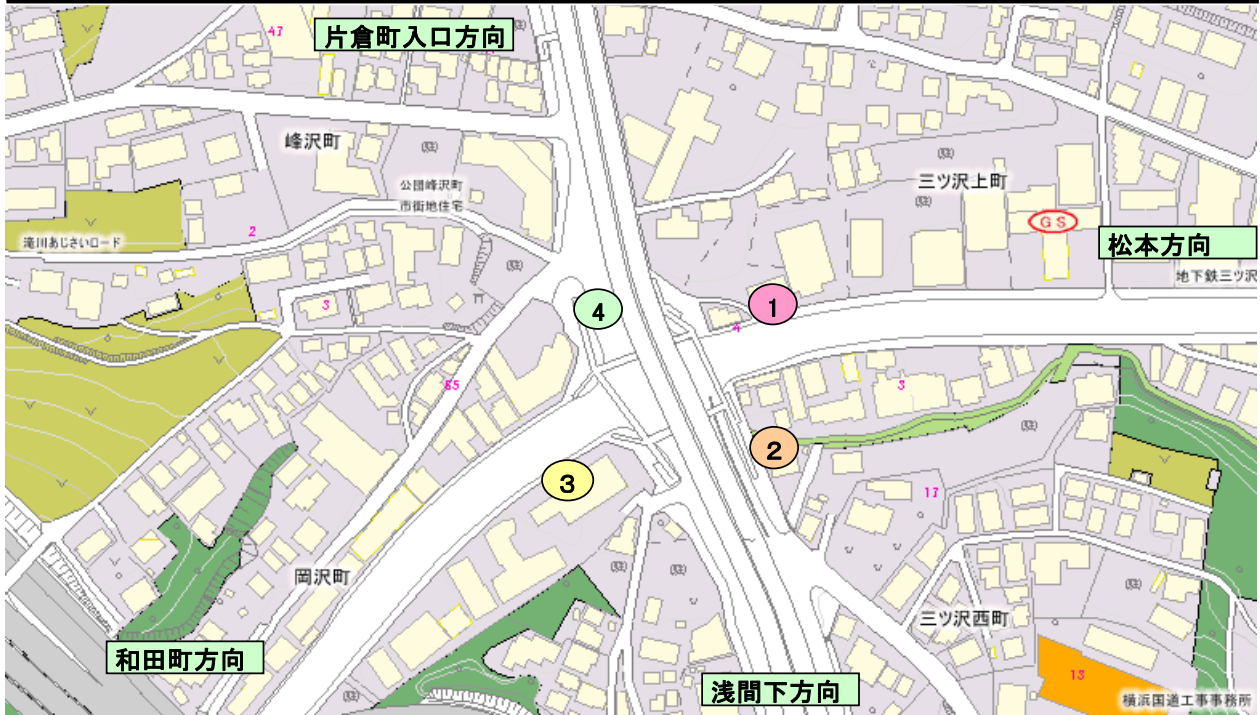 47
片倉町入口方向
峰沢町
公団峰沢町
市街地住宅
三ツ沢上町
GS
松本方向
地下鉄三ツ沢
2
滝川あじさいロード
3
4
1
4
85
3
2
3
17
岡沢町
三ツ沢西町
和田町方向
浅間下方向
13
横浜国道工事事務所